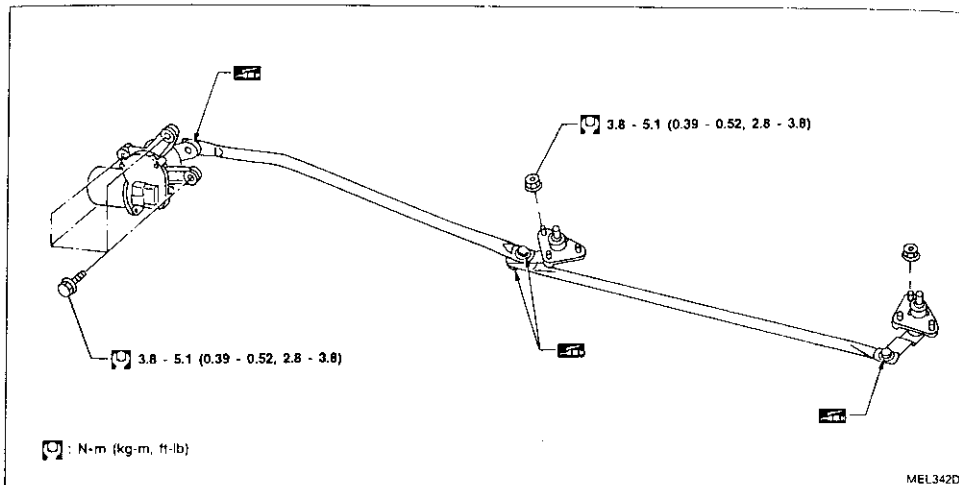 3.8 - 5.1 (0.39 - 0.52, 2.8 - 3.8)
3.8 - 5.1 (0.39 - 0.52, 2.8 - 3.8)
: N·m (kg-m, ft-lb)
MEL342D